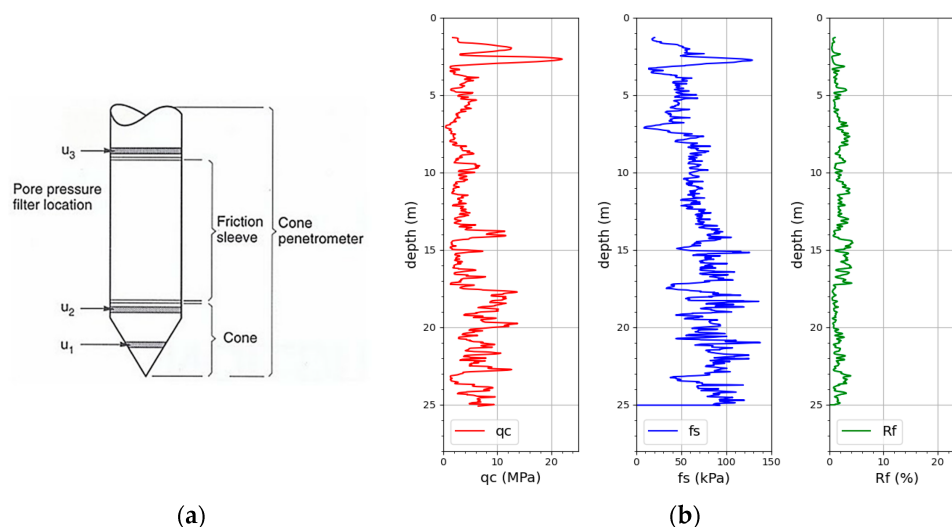 u3
Pore pressure
filter location
Friction
sleeve
Cone
penetrometer
u2
Cone
u1
(a)
0
5
10
15
20
25
depth (m)
qc
0
10
20
qc (MPa)
0
5
10
15
20
25
depth (m)
fs
0
50
100
150
fs (kPa)
0
5
10
15
20
25
depth (m)
Rf
0
10
20
Rf (%)
(b)